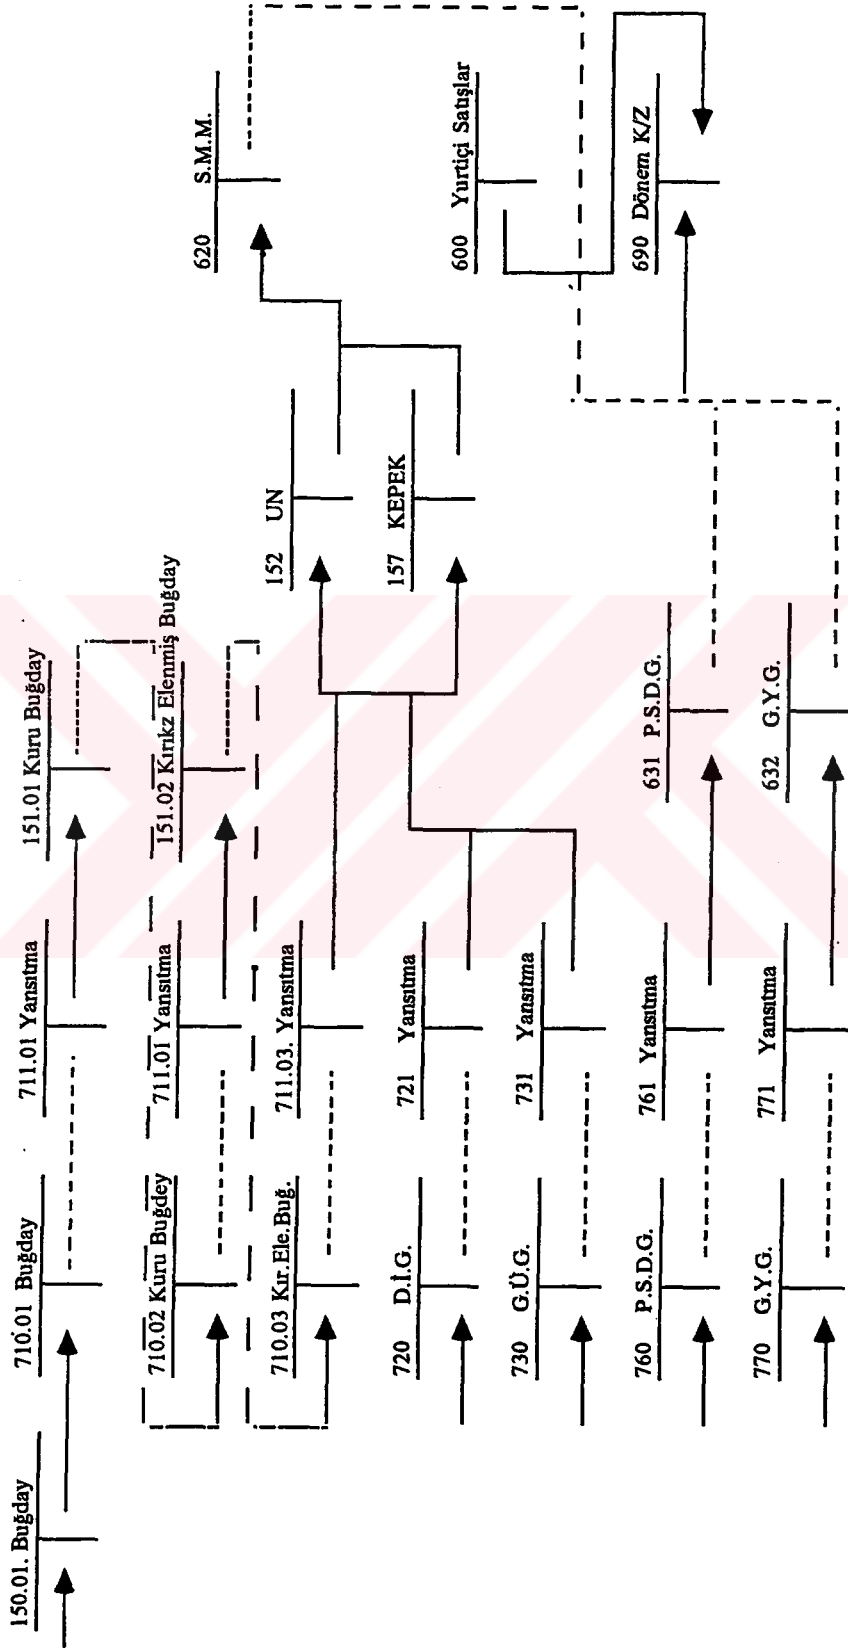 150.01. Buğday
710.01 Buğday
711.01 Yansıtma
151.01 Kuru Buğday
710.02 Kuru Buğdey
711.01 Yansıtma
151.02 Kırıkz Elenmiş Buğday
710.03 Kır.Ele.Buğ.
711.03. Yansıtma
152 UN
620 S.M.M.
720 D.İ.G.
721 Yansıtma
157 KEPEK
600 Yurtiçi Satışlar
730 G.Ü.G.
731 Yansıtma
760 P.S.D.G.
761 Yansıtma
631 P.S.D.G.
690 Dönem K/Z
770 G.Y.G.
771 Yansıtma
632 G.Y.G.